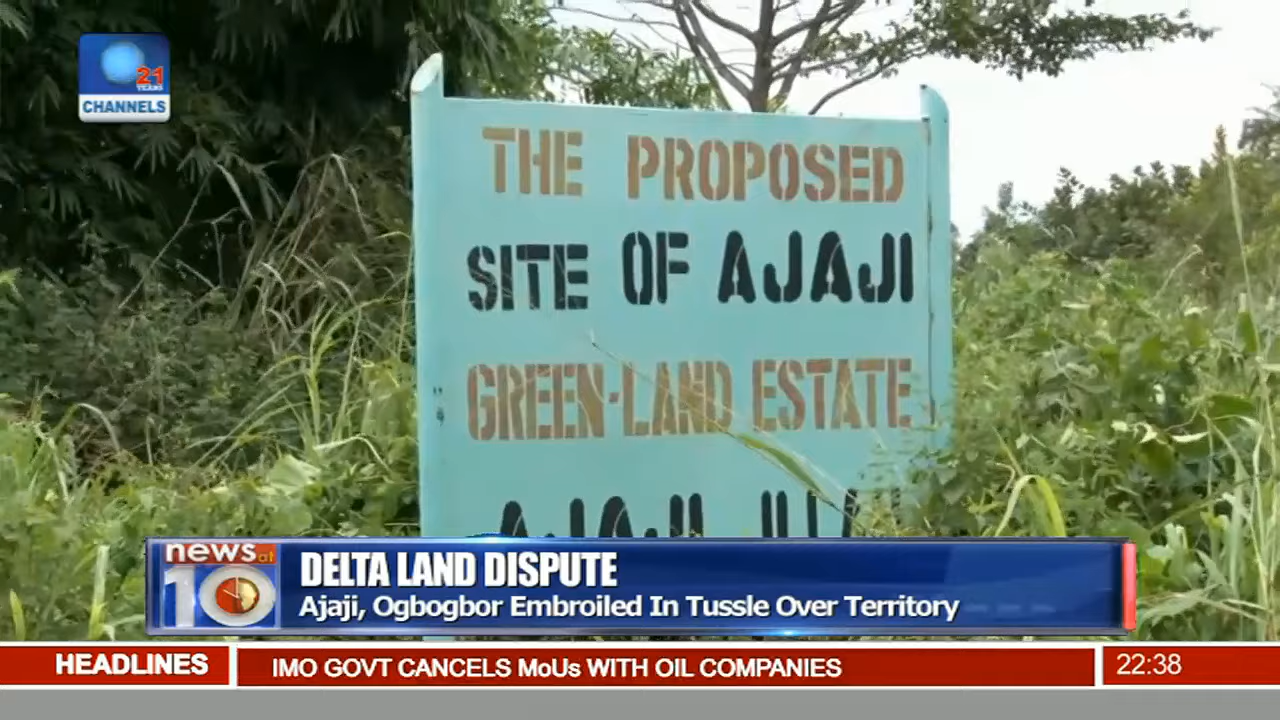 21
YEARS
CHANNELS
THE PROPOSED
SITE OF AJAJI
GREEN-LAND ESTATE
AJAJI
news at
10
DELTA LAND DISPUTE
Ajaji, Ogbogbor Embroiled In Tussle Over Territory
HEADLINES
IMO GOVT CANCELS MoUs WITH OIL COMPANIES
22:38